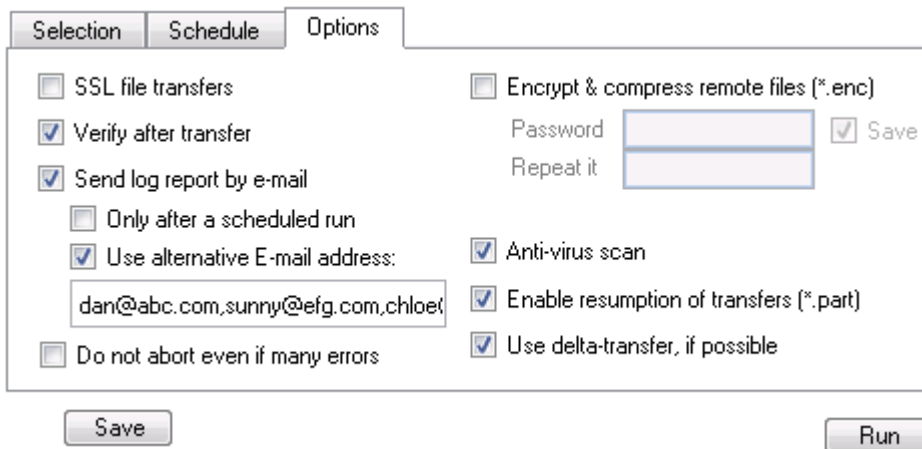 Selection Schedule Options
SSL file transfers
Verify after transfer
Send log report by e-mail
Only after a scheduled run
Use alternative E-mail address:
dan@abc.com,sunny@efg.com,chloe(
Do not abort even if many errors
Encrypt & compress remote files (*.enc)
Password
Save
Repeat it
Anti-virus scan
Enable resumption of transfers (*.part)
Use delta-transfer, if possible
Save
Run